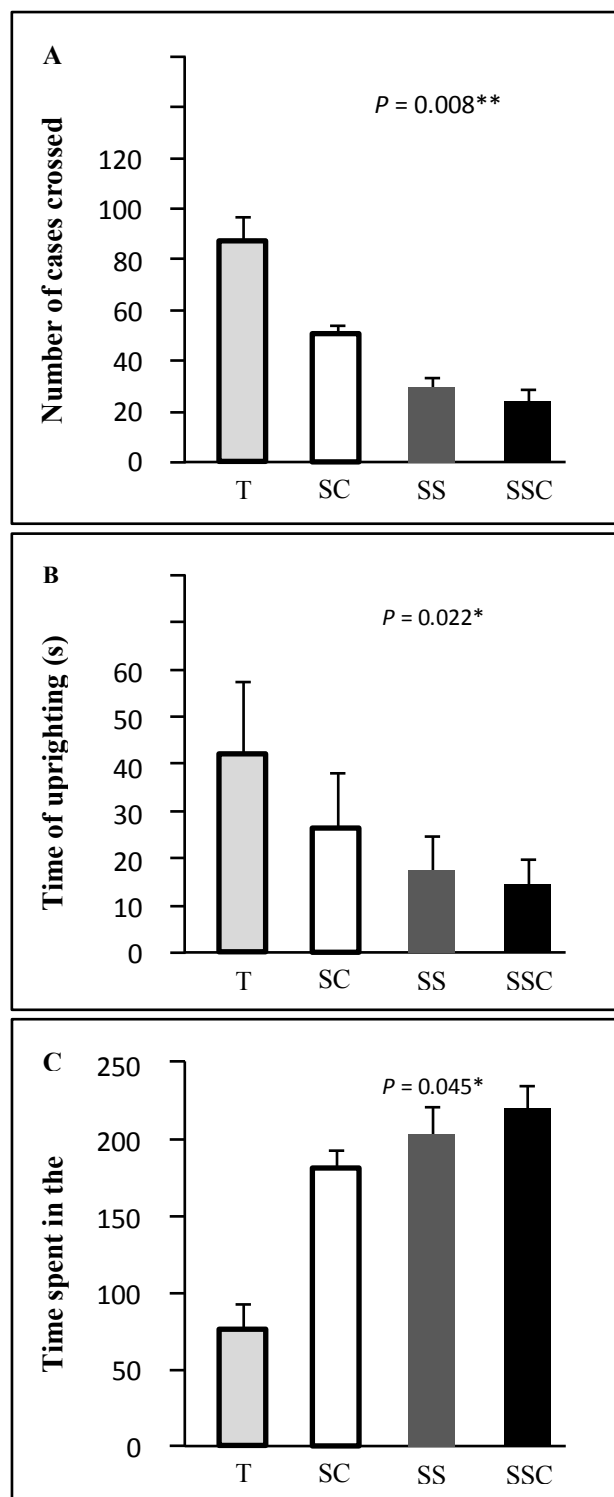 A
Number of cases crossed
P = 0.008**
120
100
80
60
40
20
0
T SC SS SSC
B
Time of uprighting (s)
P = 0.022*
60
50
40
30
20
10
0
T SC SS SSC
C
Time spent in the
P = 0.045*
250
200
150
100
50
0
T SC SS SSC